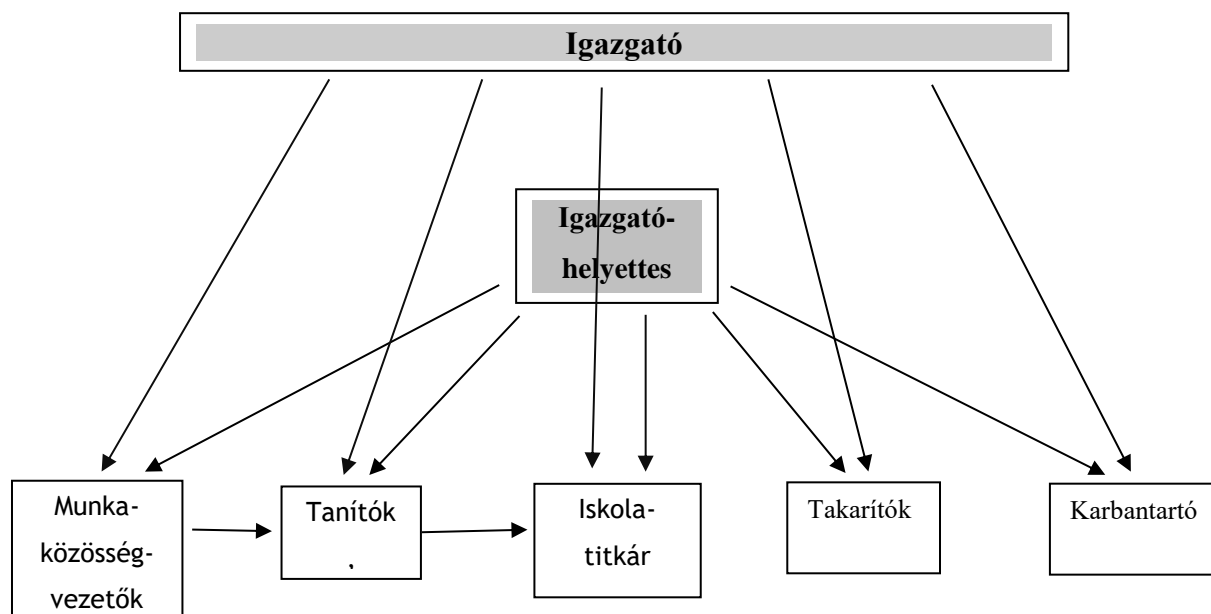 Igazgató
Igazgató-
helyettes
Munka-
közösség-
vezetők
Tanítók
Iskola-
titkár
Takarítók
Karbantartó